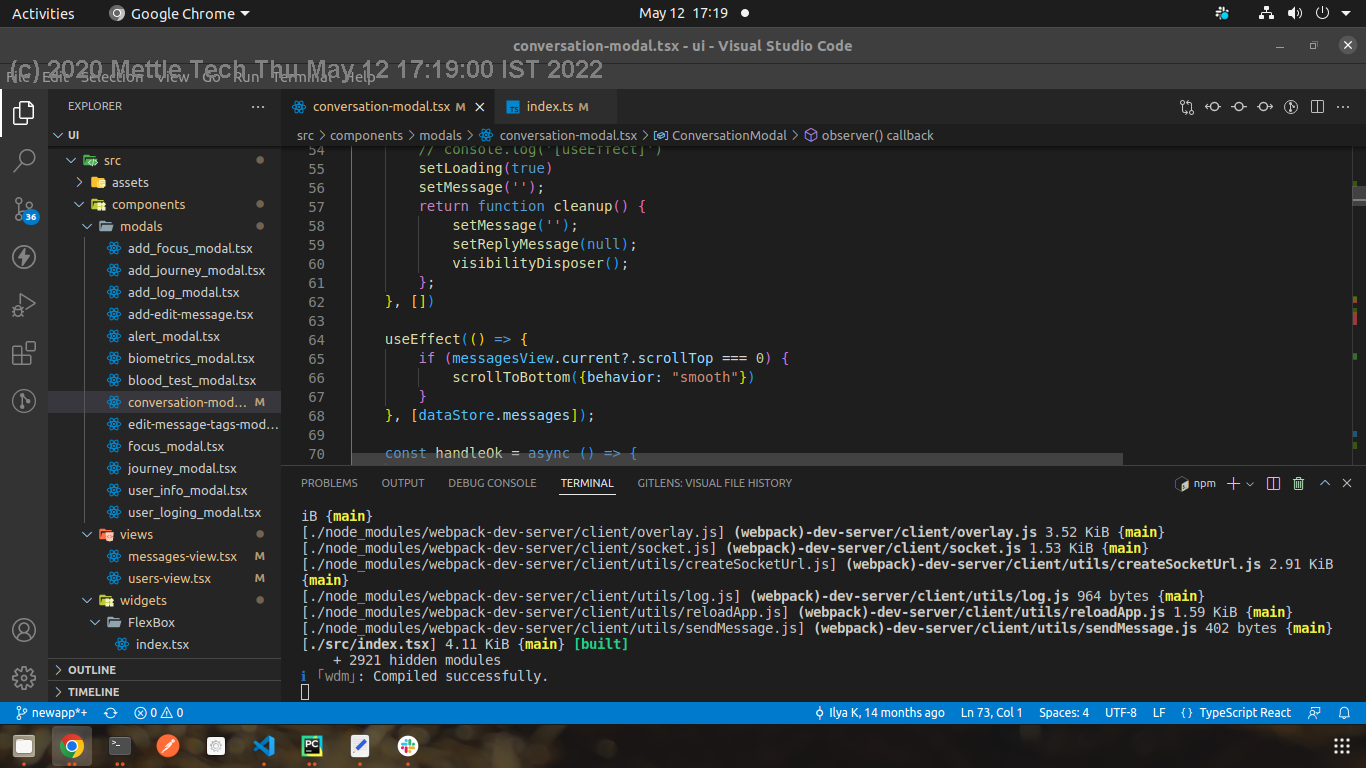 Activities
Google Chrome
May 12 17:19
conversation-modal.tsx - ui - Visual Studio Code
(c) 2020 Mettle Tech Thu May 12 17:19:00 IST 2022
File Edit Selection View Go Run Terminal Help
EXPLORER
conversation-modal.tsx M
TS index.ts M
UI
src > components > modals > conversation-modal.tsx > ConversationModal > observer() callback
src
assets
components
modals
add_focus_modal.tsx
add_journey_modal.tsx
add_log_modal.tsx
add-edit-message.tsx
alert_modal.tsx
biometrics_modal.tsx
blood_test_modal.tsx
conversation-mod... M
edit-message-tags-mod...
focus_modal.tsx
journey_modal.tsx
user_info_modal.tsx
user_loging_modal.tsx
views
messages-view.tsx M
users-view.tsx M
widgets
FlexBox
index.tsx
OUTLINE
TIMELINE
36
54 // console.log('[useEffect]')
55 setLoading(true)
56 setMessage('');
57 return function cleanup() {
58 setMessage('');
59 setReplyMessage(null);
60 visibilityDisposer();
61 };
62 }, [])
63
64 useEffect(() => {
65 if (messagesView.current?.scrollTop === 0) {
66 scrollToBottom({behavior: "smooth"})
67 }
68 }, [dataStore.messages]);
69
70 const handleOk = async () => {
PROBLEMS OUTPUT DEBUG CONSOLE TERMINAL GITLENS: VISUAL FILE HISTORY
npm
iB {main}
[./node_modules/webpack-dev-server/client/overlay.js] (webpack)-dev-server/client/overlay.js 3.52 KiB {main}
[./node_modules/webpack-dev-server/client/socket.js] (webpack)-dev-server/client/socket.js 1.53 KiB {main}
[./node_modules/webpack-dev-server/client/utils/createSocketUrl.js] (webpack)-dev-server/client/utils/createSocketUrl.js 2.91 KiB
{main}
[./node_modules/webpack-dev-server/client/utils/log.js] (webpack)-dev-server/client/utils/log.js 964 bytes {main}
[./node_modules/webpack-dev-server/client/utils/reloadApp.js] (webpack)-dev-server/client/utils/reloadApp.js 1.59 KiB {main}
[./node_modules/webpack-dev-server/client/utils/sendMessage.js] (webpack)-dev-server/client/utils/sendMessage.js 402 bytes {main}
[./src/index.tsx] 4.11 KiB {main} [built]
+ 2921 hidden modules
ℹ 「wdm」: Compiled successfully.
newapp*+ 0 0
Ilya K, 14 months ago Ln 73, Col 1 Spaces: 4 UTF-8 LF {} TypeScript React
PC